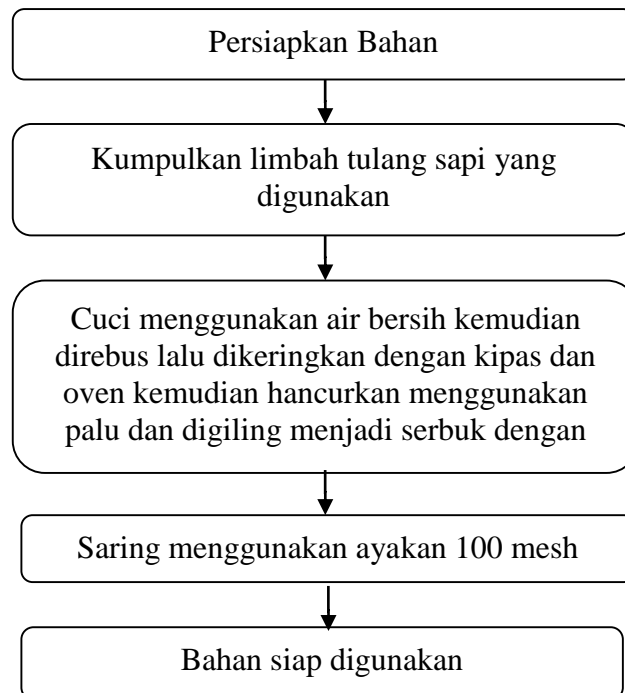 Persiapkan Bahan
Kumpulkan limbah tulang sapi yang
digunakan
Cuci menggunakan air bersih kemudian
direbus lalu dikeringkan dengan kipas dan
oven kemudian hancurkan menggunakan
palu dan digiling menjadi serbuk dengan
Saring menggunakan ayakan 100 mesh
Bahan siap digunakan